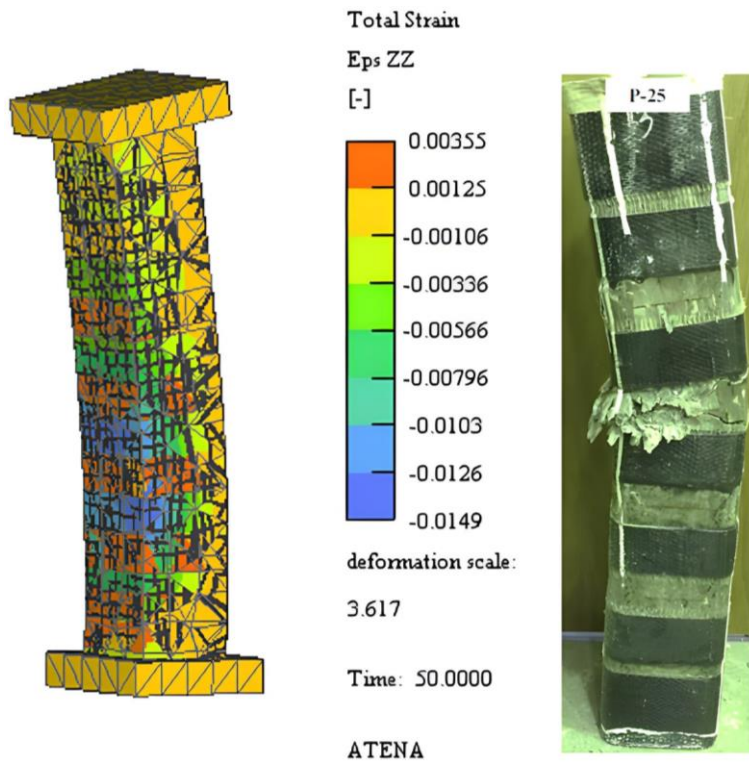 Total Strain
Eps ZZ
[-]
0.00355
0.00125
-0.00106
-0.00336
-0.00566
-0.00796
-0.0103
-0.0126
-0.0149
deformation scale:
3.617
Time: 50.0000
ATENA
P-25